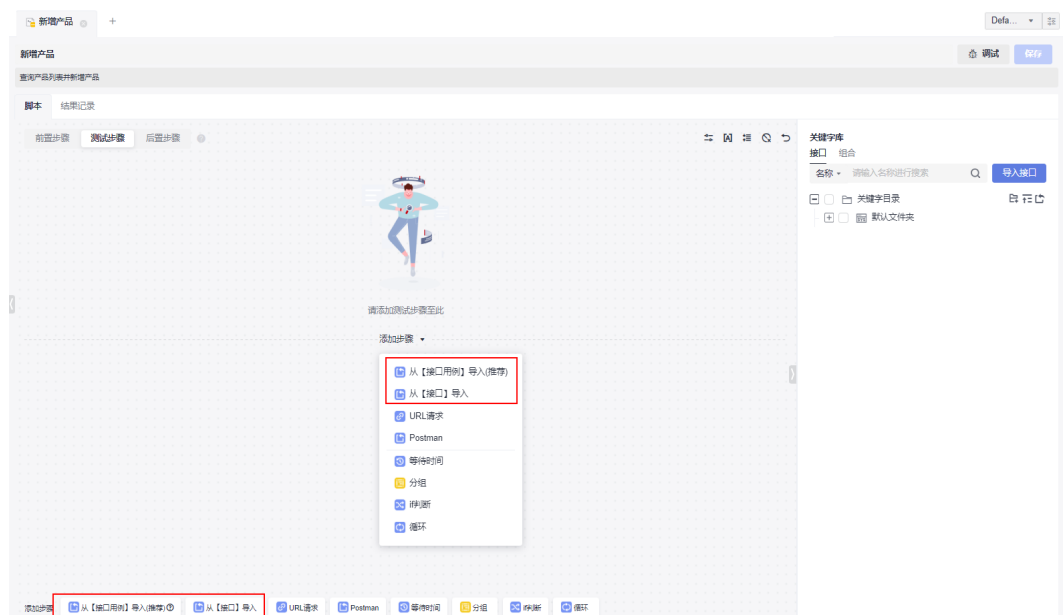 新增产品
Defa...
新增产品
调试
保存
查询产品列表并新增产品
脚本 结果记录
前置步骤 测试步骤 后置步骤
关键字库
接口 组合
名称 请输入名称进行搜索 导入接口
关键字目录
默认文件夹
请添加测试步骤至此
添加步骤
从【接口用例】导入(推荐)
从【接口】导入
URL请求
Postman
等待时间
分组
if判断
循环
添加步骤 从【接口用例】导入(推荐) 从【接口】导入 URL请求 Postman 等待时间 分组 if判断 循环